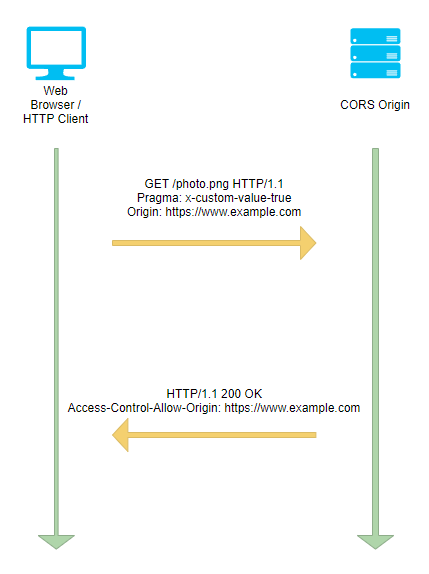 Web
Browser /
HTTP Client
CORS Origin
GET /photo.png HTTP/1.1
Pragma: x-custom-value-true
Origin: https://www.example.com
HTTP/1.1 200 OK
Access-Control-Allow-Origin: https://www.example.com